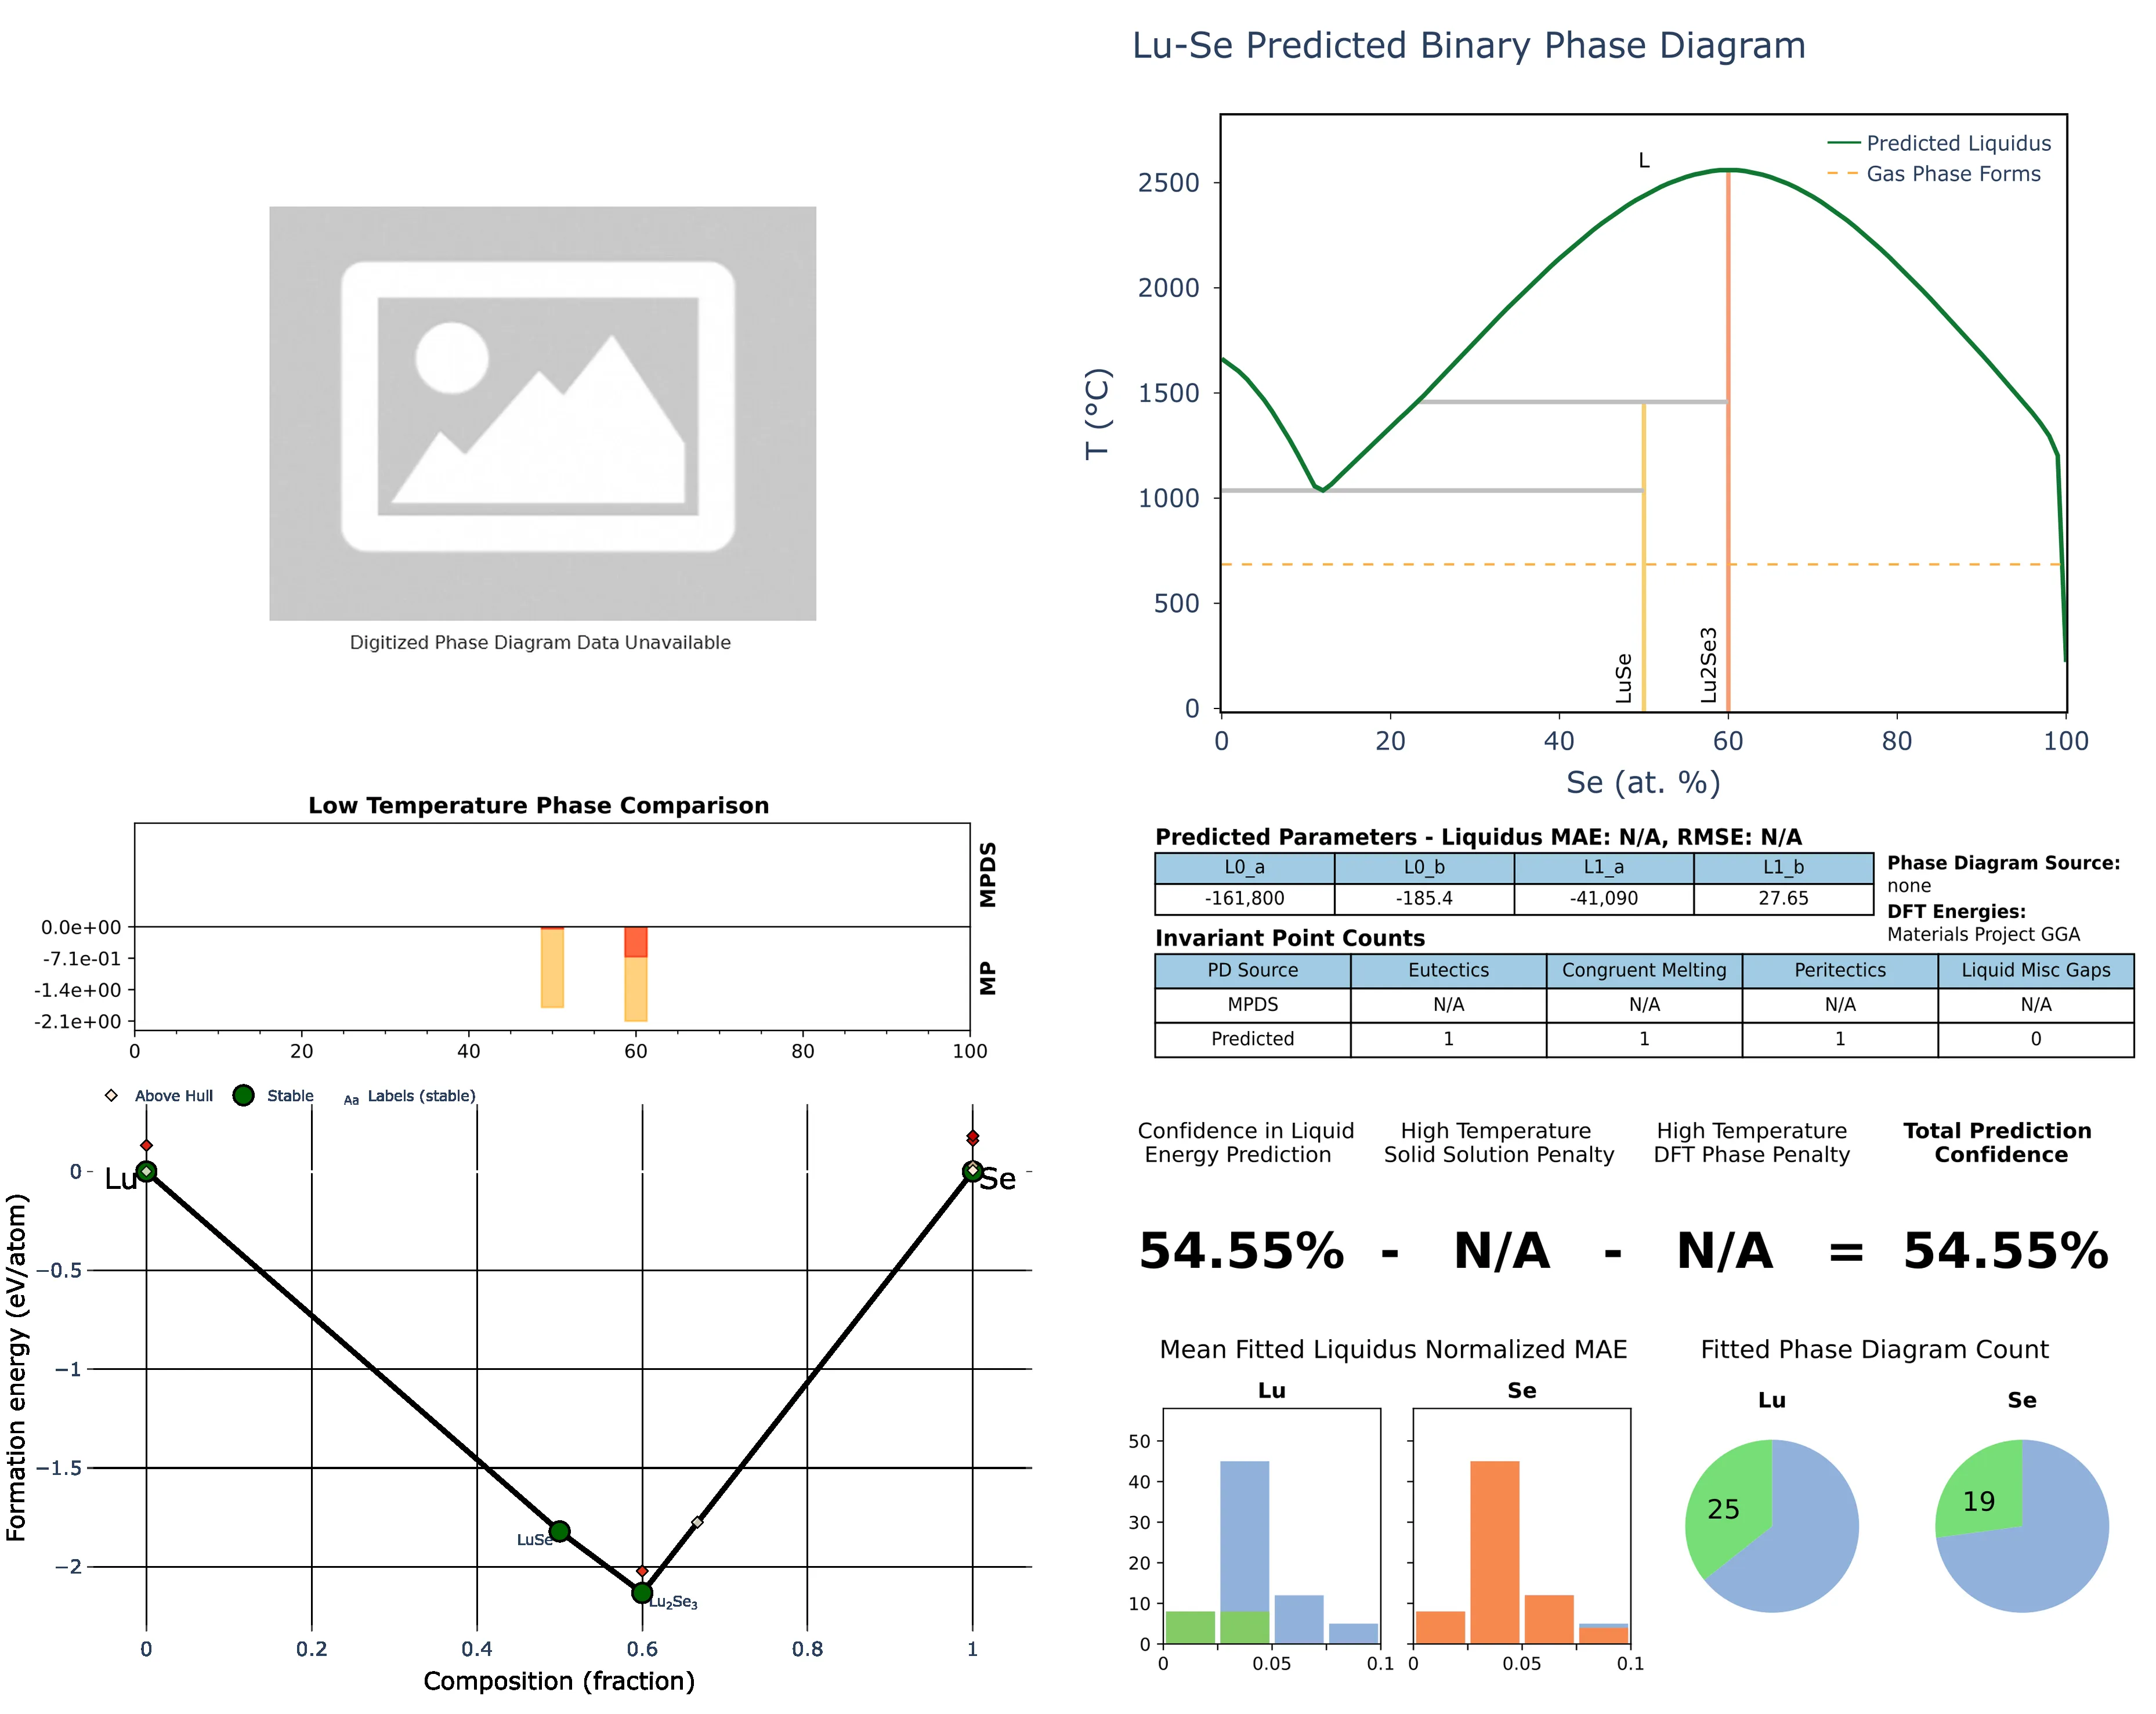 Lu-Se Predicted Binary Phase Diagram
Digitized Phase Diagram Data Unavailable
T (°C)
2500
2000
1500
1000
500
0
L
Predicted Liquidus
Gas Phase Forms
LuSe
Lu2Se3
0 20 40 60 80 100
Se (at. %)
Low Temperature Phase Comparison
MPDS
MP
0.0e+00
-7.1e-01
-1.4e+00
-2.1e+00
0 20 40 60 80 100
Predicted Parameters - Liquidus MAE: N/A, RMSE: N/A
L0_a L0_b L1_a L1_b
-161,800 -185.4 -41,090 27.65
Phase Diagram Source:
none
DFT Energies:
Materials Project GGA
Invariant Point Counts
PD Source Eutectics Congruent Melting Peritectics Liquid Misc Gaps
MPDS N/A N/A N/A N/A
Predicted 1 1 1 0
Above Hull Stable Aa Labels (stable)
Formation energy (eV/atom)
0
−0.5
−1
−1.5
−2
Lu
Se
LuSe
Lu₂Se₃
0 0.2 0.4 0.6 0.8 1
Composition (fraction)
Confidence in Liquid
Energy Prediction
High Temperature
Solid Solution Penalty
High Temperature
DFT Phase Penalty
Total Prediction
Confidence
54.55% - N/A - N/A = 54.55%
Mean Fitted Liquidus Normalized MAE
Lu
Se
50
40
30
20
10
0
0 0.05 0.1
0 0.05 0.1
Fitted Phase Diagram Count
Lu
Se
25
19